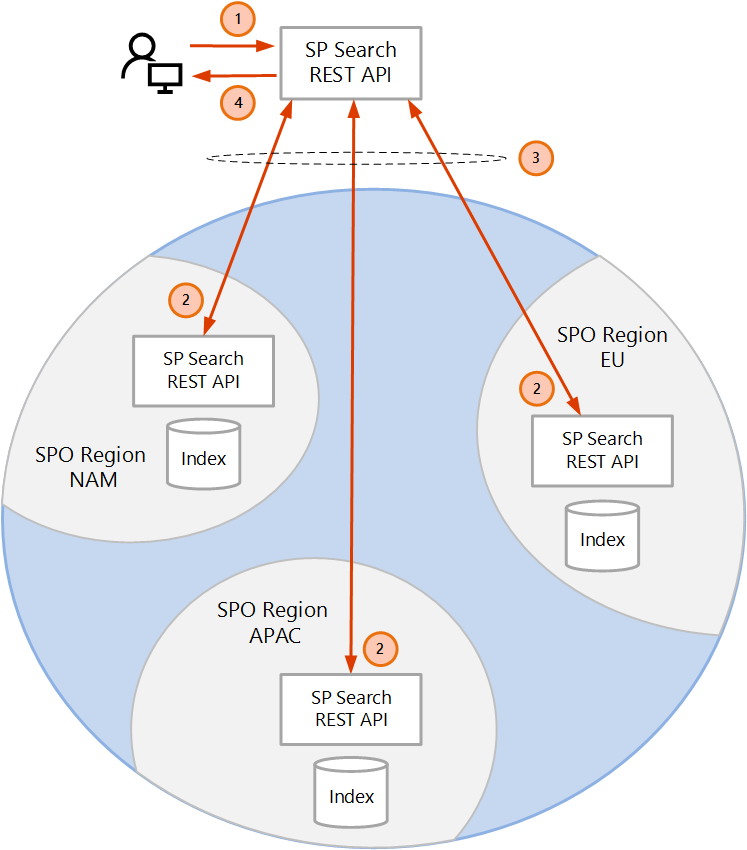 1
SP Search
REST API
4
3
2
SP Search
REST API
SPO Region
NAM
Index
SPO Region
EU
2
SP Search
REST API
Index
SPO Region
APAC
2
SP Search
REST API
Index